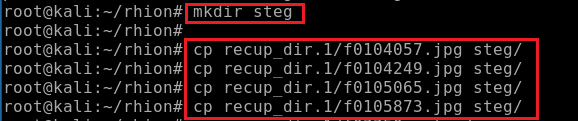 root@kali:~/rhion# mkdir steg
root@kali:~/rhion#
root@kali:~/rhion# cp recup_dir.1/f0104057.jpg steg/
root@kali:~/rhion# cp recup_dir.1/f0104249.jpg steg/
root@kali:~/rhion# cp recup_dir.1/f0105065.jpg steg/
root@kali:~/rhion# cp recup_dir.1/f0105873.jpg steg/